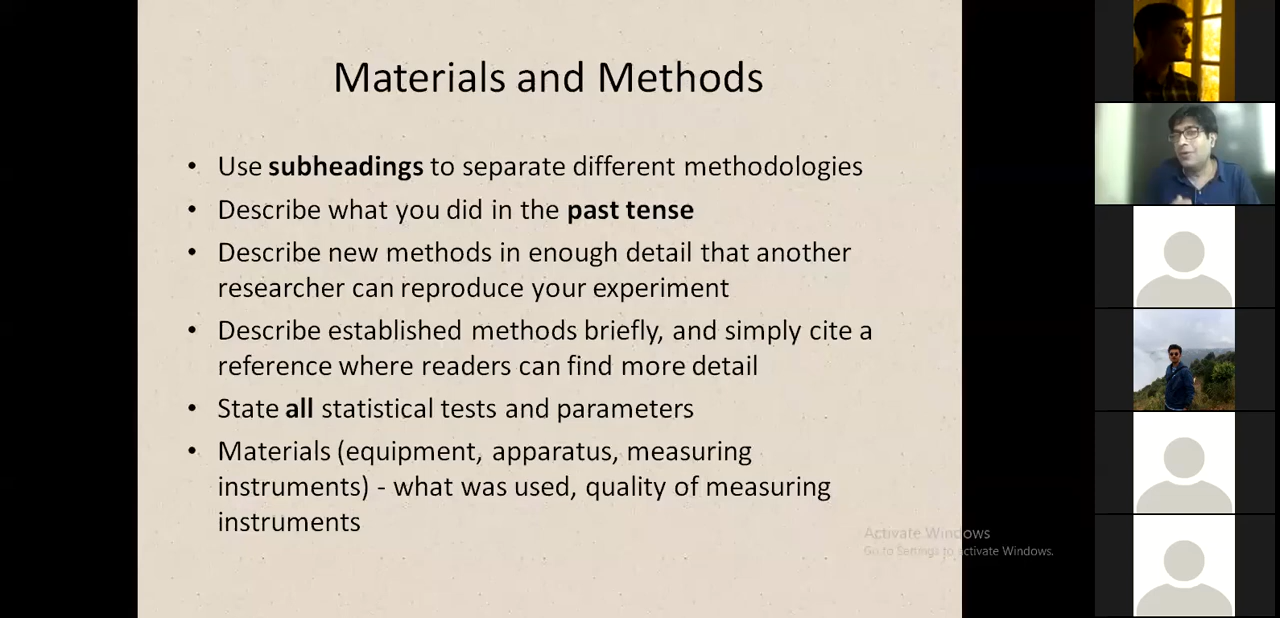 Materials and Methods
• Use subheadings to separate different methodologies
• Describe what you did in the past tense
• Describe new methods in enough detail that another
researcher can reproduce your experiment
• Describe established methods briefly, and simply cite a
reference where readers can find more detail
• State all statistical tests and parameters
• Materials (equipment, apparatus, measuring
instruments) - what was used, quality of measuring
instruments
Activate Windows
Go to Settings to activate Windows.